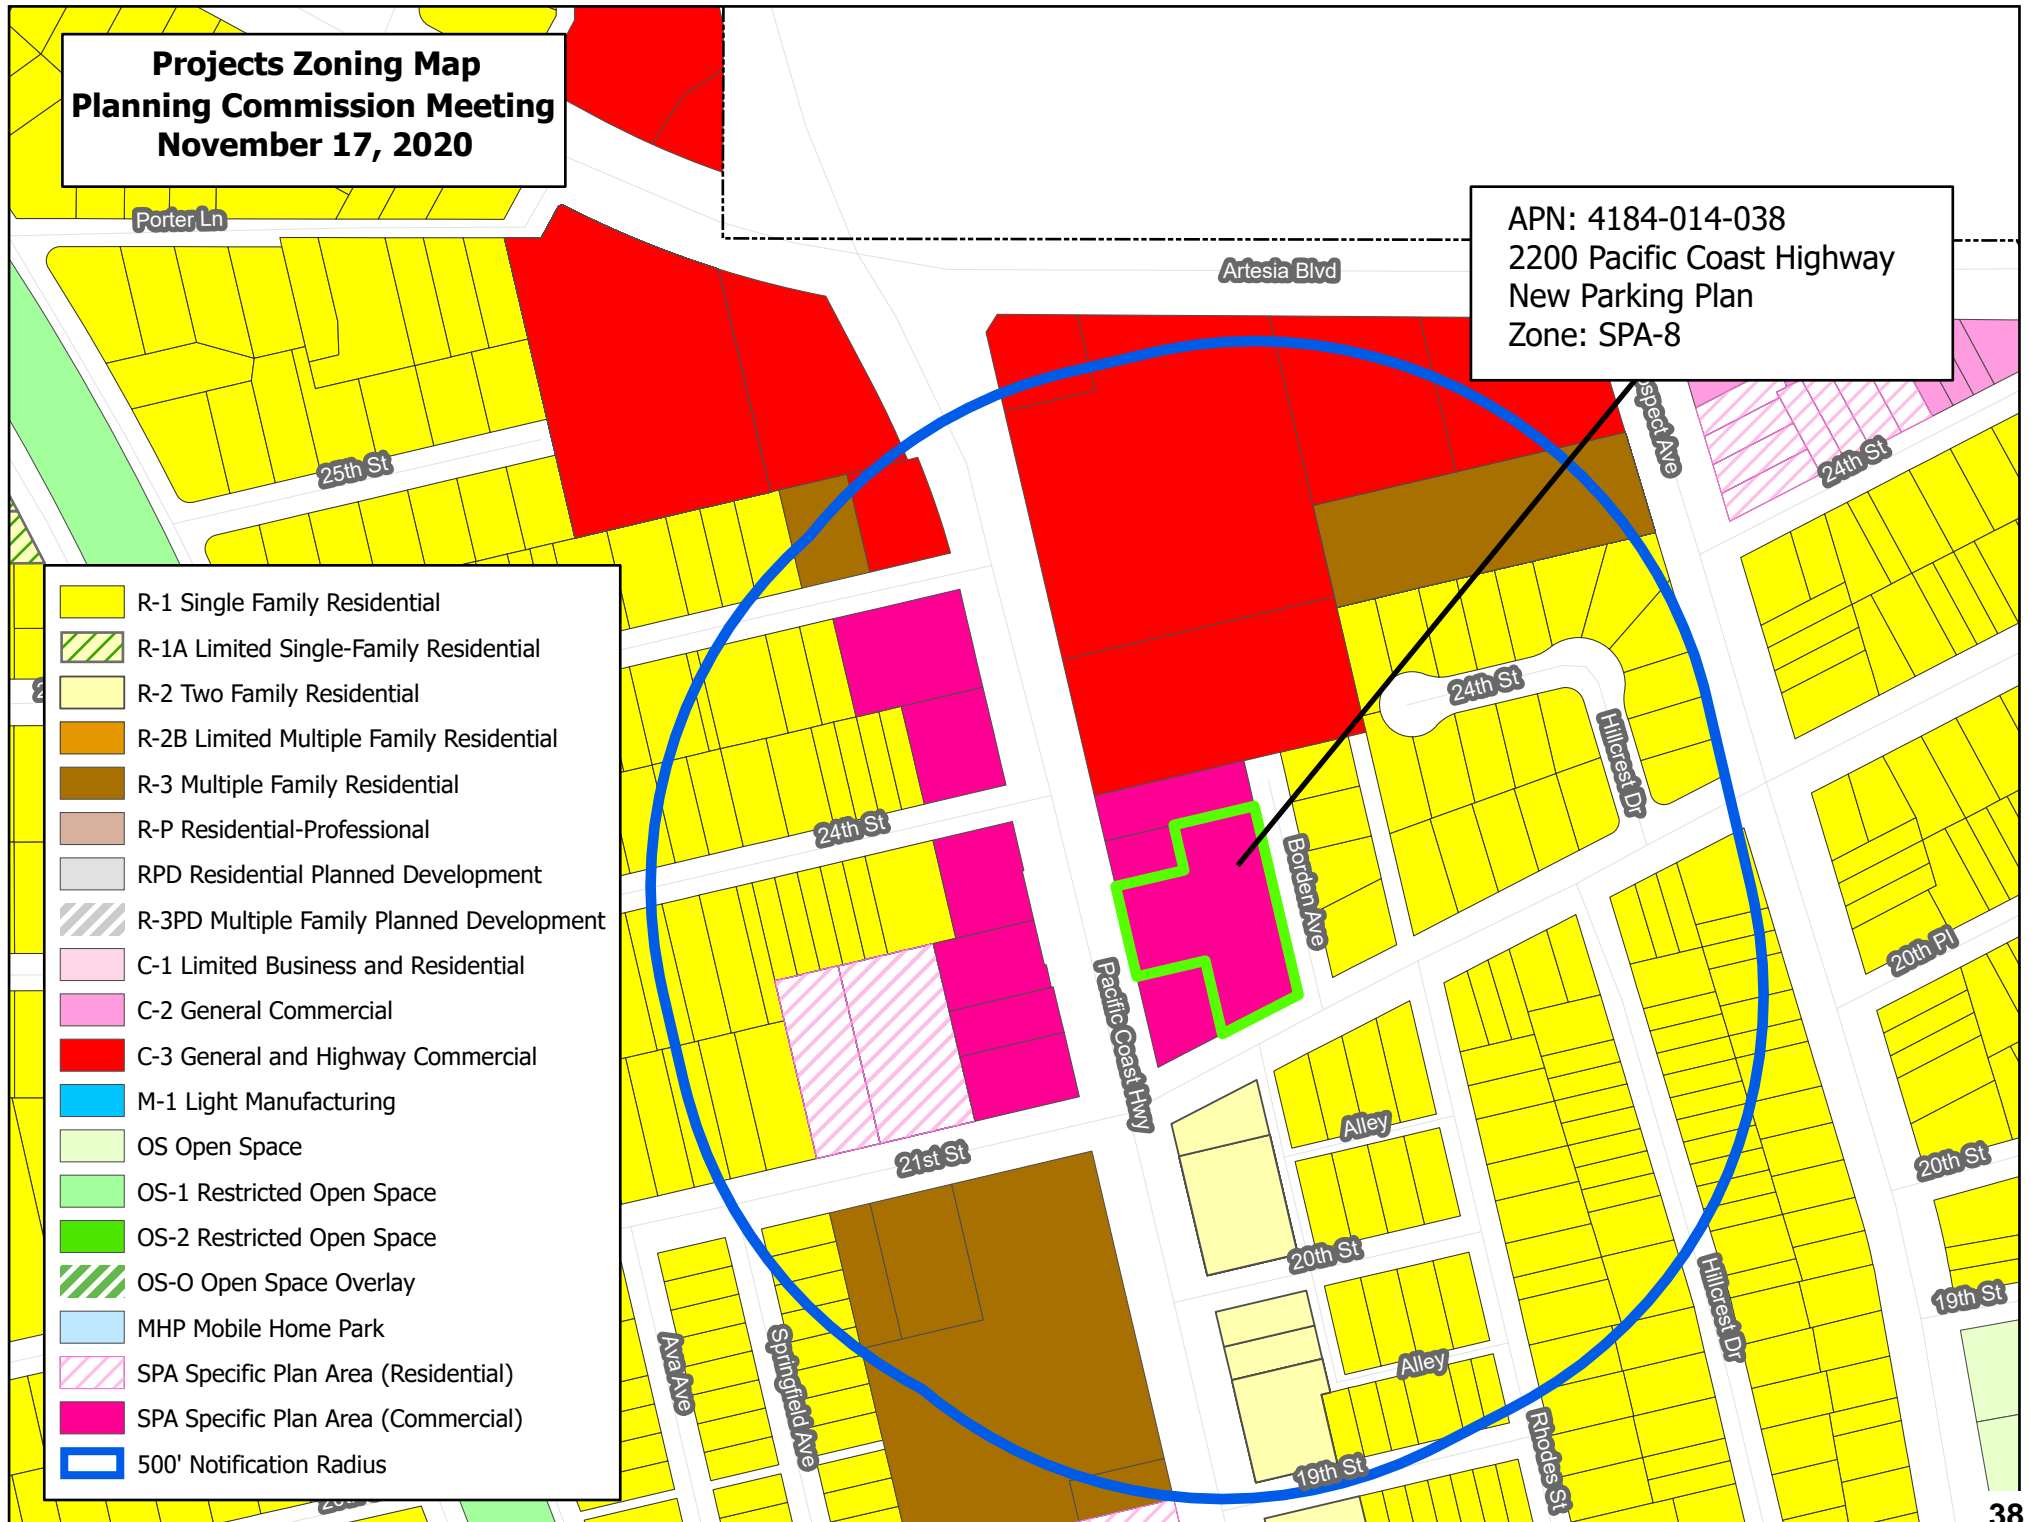 Projects Zoning Map
Planning Commission Meeting
November 17, 2020
APN: 4184-014-038
2200 Pacific Coast Highway
New Parking Plan
Zone: SPA-8
Porter Ln
Artesia Blvd
25th St
24th St
24th St
Hillcrest Dr
24th St
Borden Ave
20th Pl
Pacific Coast Hwy
Alley
21st St
20th St
20th St
19th St
Hillcrest Dr
Ava Ave
Springfield Ave
Alley
Rhodes St
19th St
R-1 Single Family Residential
R-1A Limited Single-Family Residential
R-2 Two Family Residential
R-2B Limited Multiple Family Residential
R-3 Multiple Family Residential
R-P Residential-Professional
RPD Residential Planned Development
R-3PD Multiple Family Planned Development
C-1 Limited Business and Residential
C-2 General Commercial
C-3 General and Highway Commercial
M-1 Light Manufacturing
OS Open Space
OS-1 Restricted Open Space
OS-2 Restricted Open Space
OS-O Open Space Overlay
MHP Mobile Home Park
SPA Specific Plan Area (Residential)
SPA Specific Plan Area (Commercial)
500' Notification Radius
38